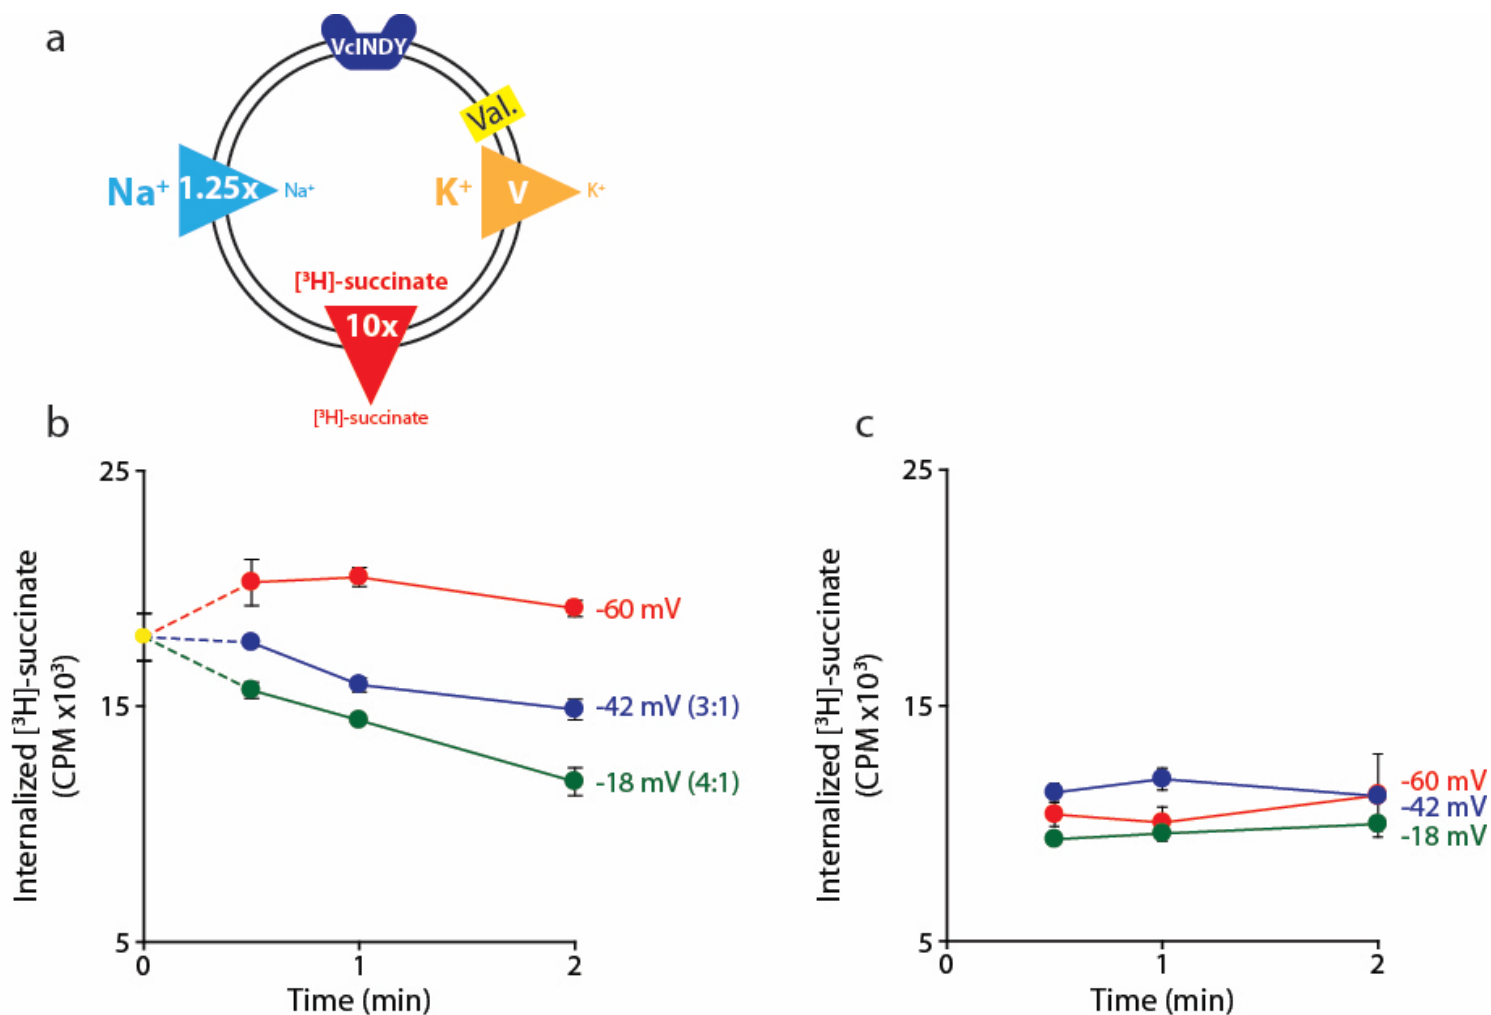 a
VcINDY
Val.
Na⁺ 1.25x Na⁺
K⁺ V K⁺
[³H]-succinate
10x
[³H]-succinate
b
25
15
5
0 1 2
Internalized [³H]-succinate
(CPM x10³)
Time (min)
-60 mV
-42 mV (3:1)
-18 mV (4:1)
c
25
15
5
0 1 2
Internalized [³H]-succinate
(CPM x10³)
Time (min)
-60 mV
-42 mV
-18 mV